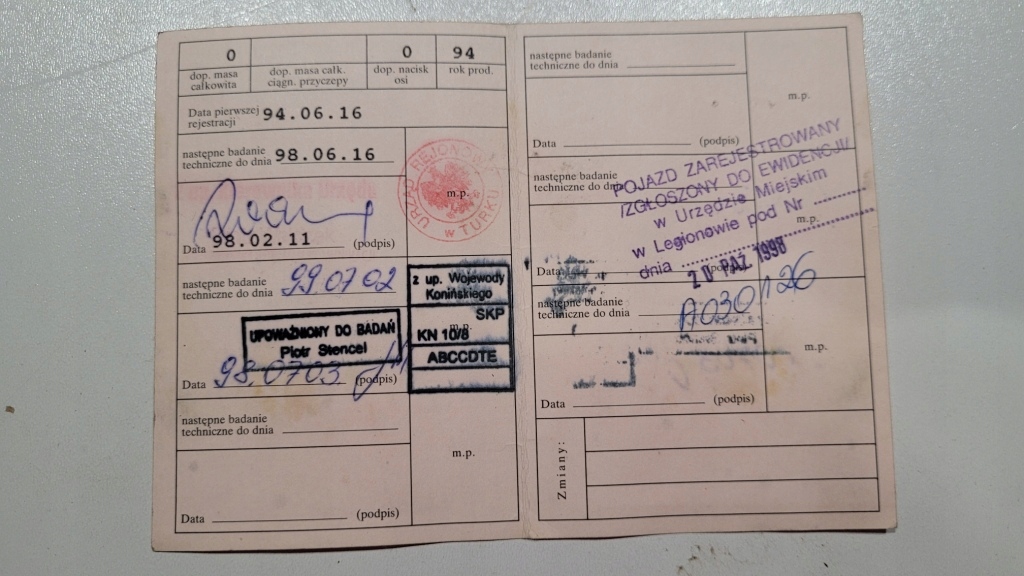 0 0 94
dop. masa całkowita
dop. masa całk. ciągn. przyczepy
dop. nacisk osi
rok prod.
Data pierwszej rejestracji 94.06.16
następne badanie
techniczne do dnia 98.06.16
URZĄD REJONOWY w TURKU
m.p.
Data 98.02.11 (podpis)
następne badanie
techniczne do dnia 99 07 02
z up. Wojewody
Konińskiego
SKP
KN 10/8
ABCCDTE
m.p.
UPOWAŻNIONY DO BADAŃ
Piotr Stencel
Data 98.07.03 (podpis)
następne badanie
techniczne do dnia
m.p.
Data (podpis)
następne badanie
techniczne do dnia
m.p.
Data (podpis)
następne badanie
techniczne do dnia
POJAZD ZAREJESTROWANY
/ZGŁOSZONY DO EWIDENCJI/
w Urzędzie Miejskim
w Legionowie pod Nr
dnia PAZ. 1998
m.p.
Data
następne badanie
techniczne do dnia
m.p.
Data (podpis)
Zmiany: